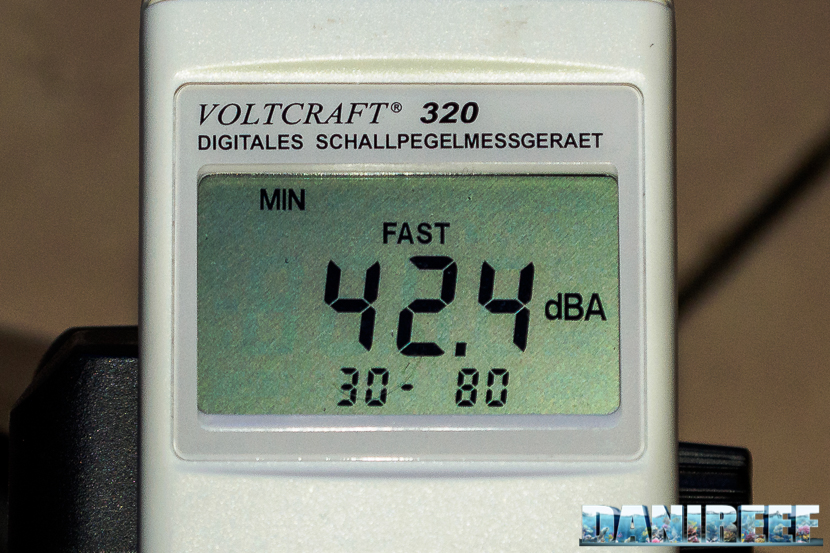 VOLTCRAFT® 320
DIGITALES SCHALLPEGELMESSGERAET
MIN
FAST
42.4 dBA
30- 80
DANIREEF